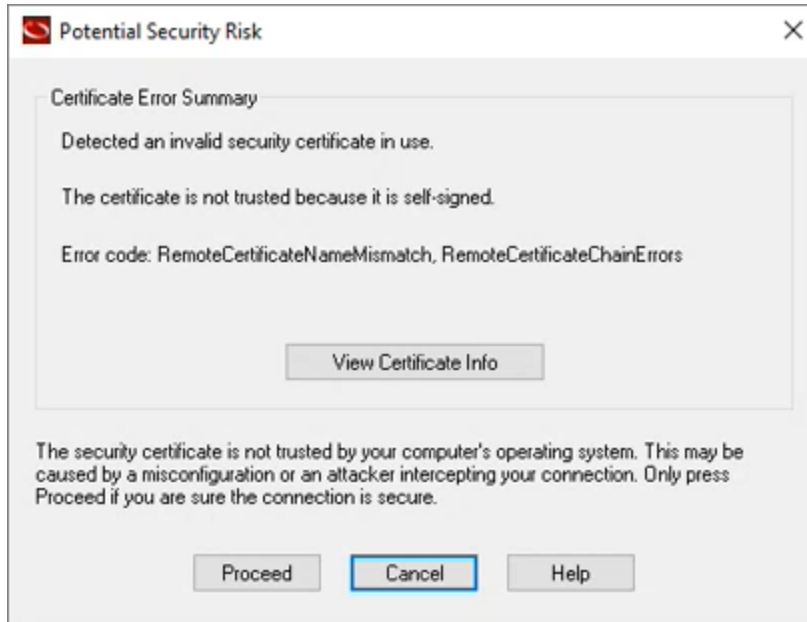 Potential Security Risk
Certificate Error Summary
Detected an invalid security certificate in use.
The certificate is not trusted because it is self-signed.
Error code: RemoteCertificateNameMismatch, RemoteCertificateChainErrors
View Certificate Info
The security certificate is not trusted by your computer's operating system. This may be
caused by a misconfiguration or an attacker intercepting your connection. Only press
Proceed if you are sure the connection is secure.
Proceed Cancel Help